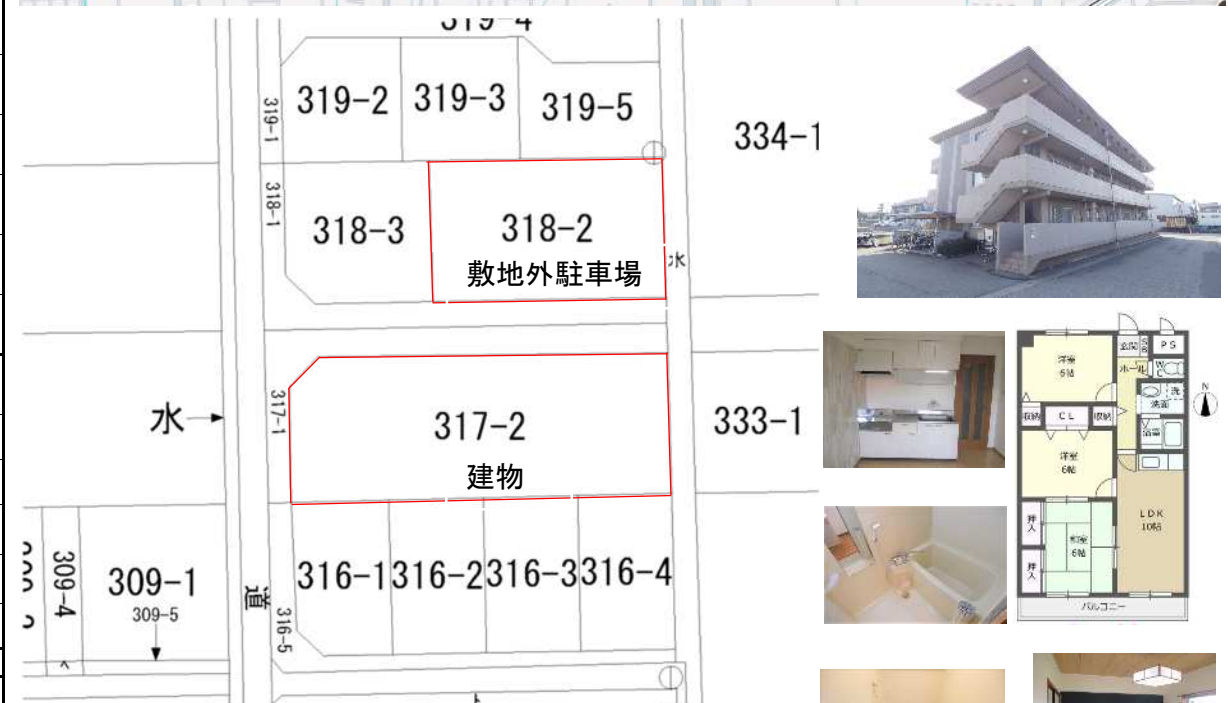 319-4
319-2
319-3
319-5
319-1
334-1
318-1
318-3
318-2
敷地外駐車場
水
317-1
水→
317-2
建物
333-1
309-4
309-1
309-5
道
316-1
316-2
316-3
316-4
316-5
玄関
SB
PS
洋室
6帖
ホール
WC
洗
洗面
収納
CL
収納
浴室
洋室
6帖
LDK
10帖
押入
和室
6帖
押入
バルコニー
N